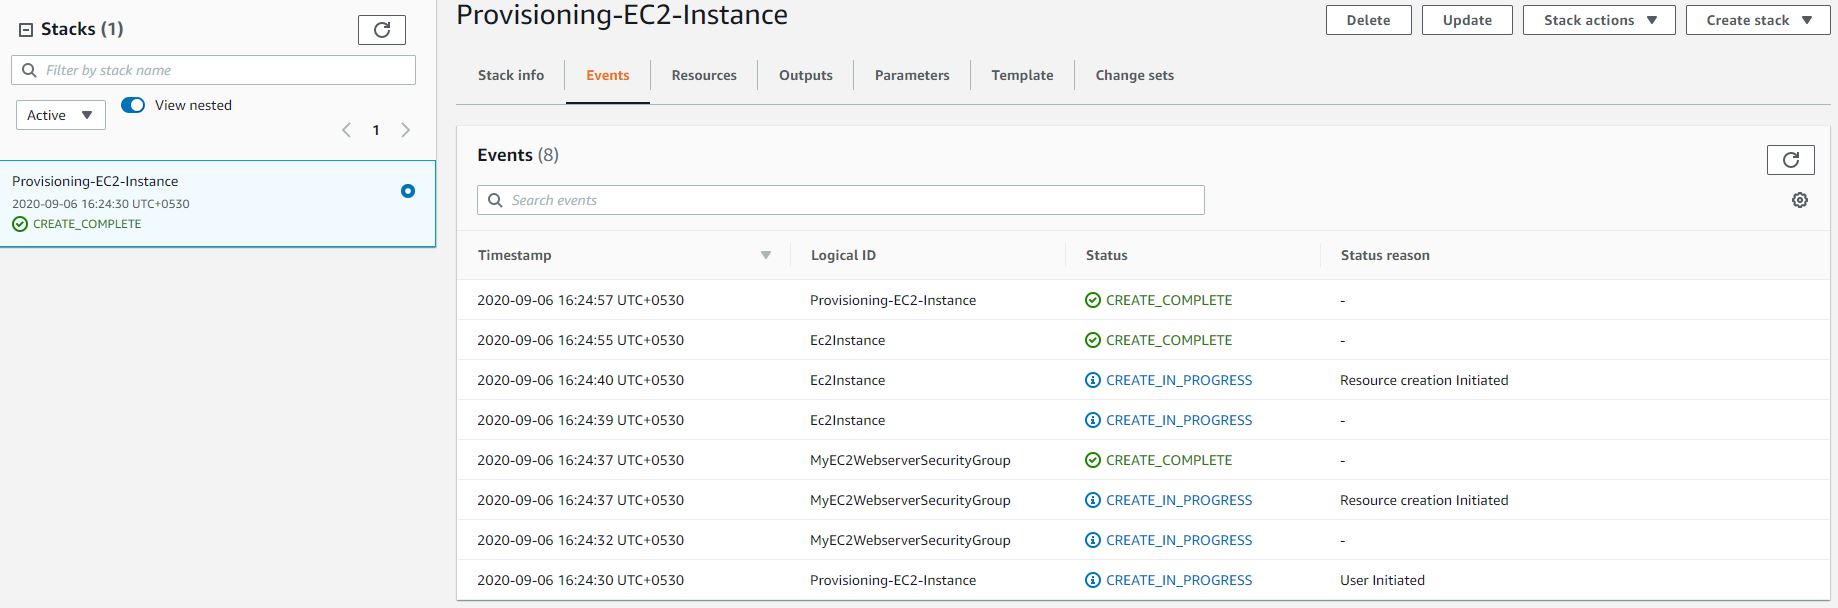 Stacks (1)
Filter by stack name
Active
View nested
1
Provisioning-EC2-Instance
2020-09-06 16:24:30 UTC+0530
CREATE_COMPLETE
Provisioning-EC2-Instance
Delete
Update
Stack actions
Create stack
Stack info
Events
Resources
Outputs
Parameters
Template
Change sets
Events (8)
Search events
Timestamp Logical ID Status Status reason
2020-09-06 16:24:57 UTC+0530 Provisioning-EC2-Instance CREATE_COMPLETE -
2020-09-06 16:24:55 UTC+0530 Ec2Instance CREATE_COMPLETE -
2020-09-06 16:24:40 UTC+0530 Ec2Instance CREATE_IN_PROGRESS Resource creation Initiated
2020-09-06 16:24:39 UTC+0530 Ec2Instance CREATE_IN_PROGRESS -
2020-09-06 16:24:37 UTC+0530 MyEC2WebserverSecurityGroup CREATE_COMPLETE -
2020-09-06 16:24:37 UTC+0530 MyEC2WebserverSecurityGroup CREATE_IN_PROGRESS Resource creation Initiated
2020-09-06 16:24:32 UTC+0530 MyEC2WebserverSecurityGroup CREATE_IN_PROGRESS -
2020-09-06 16:24:30 UTC+0530 Provisioning-EC2-Instance CREATE_IN_PROGRESS User Initiated